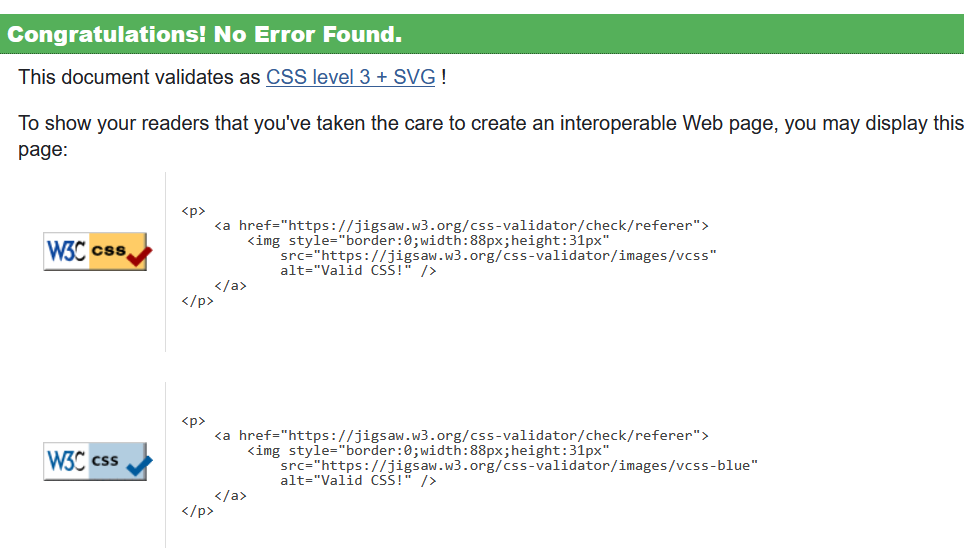 Congratulations! No Error Found.
This document validates as CSS level 3 + SVG !
To show your readers that you've taken the care to create an interoperable Web page, you may display this
page:
<p>
<a href="https://jigsaw.w3.org/css-validator/check/referer">
<img style="border:0;width:88px;height:31px"
src="https://jigsaw.w3.org/css-validator/images/vcss"
alt="Valid CSS!" />
</a>
</p>
W3C css
<p>
<a href="https://jigsaw.w3.org/css-validator/check/referer">
<img style="border:0;width:88px;height:31px"
src="https://jigsaw.w3.org/css-validator/images/vcss-blue"
alt="Valid CSS!" />
</a>
</p>
W3C css